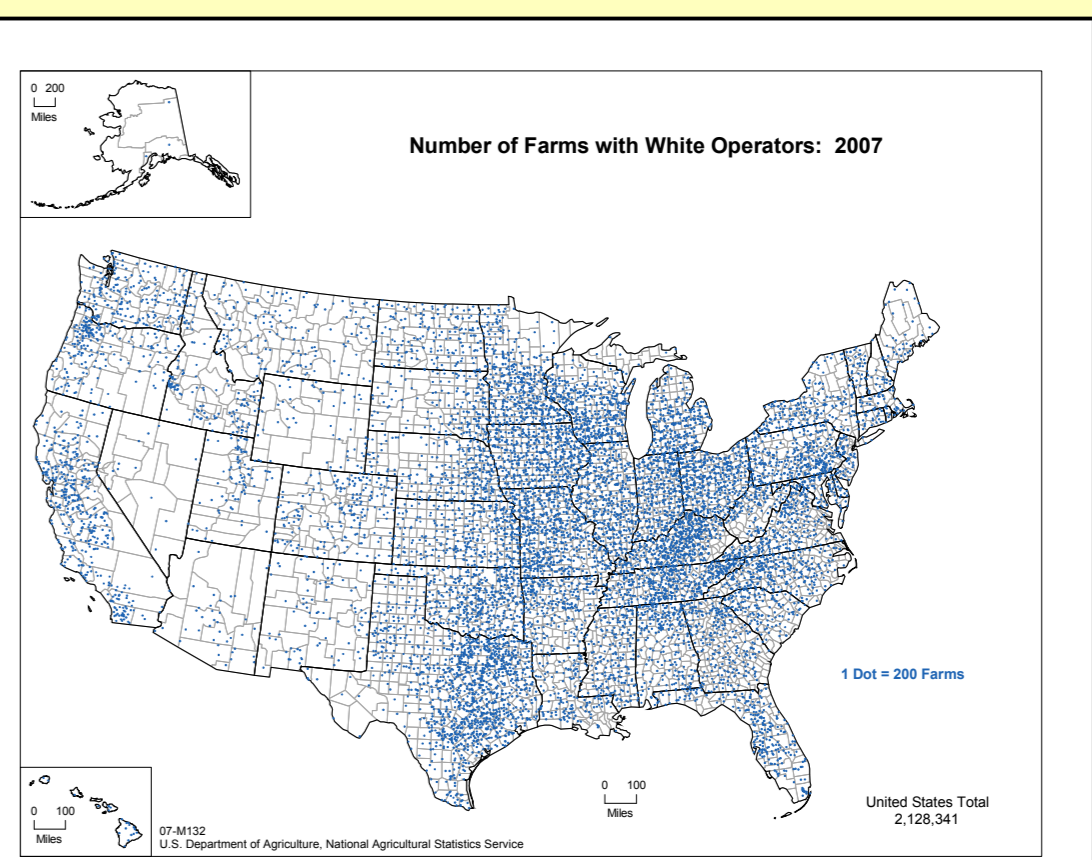 0 200
Miles
Number of Farms with White Operators: 2007
1 Dot = 200 Farms
0 100
Miles
United States Total
2,128,341
0 100
Miles
07-M132
U.S. Department of Agriculture, National Agricultural Statistics Service